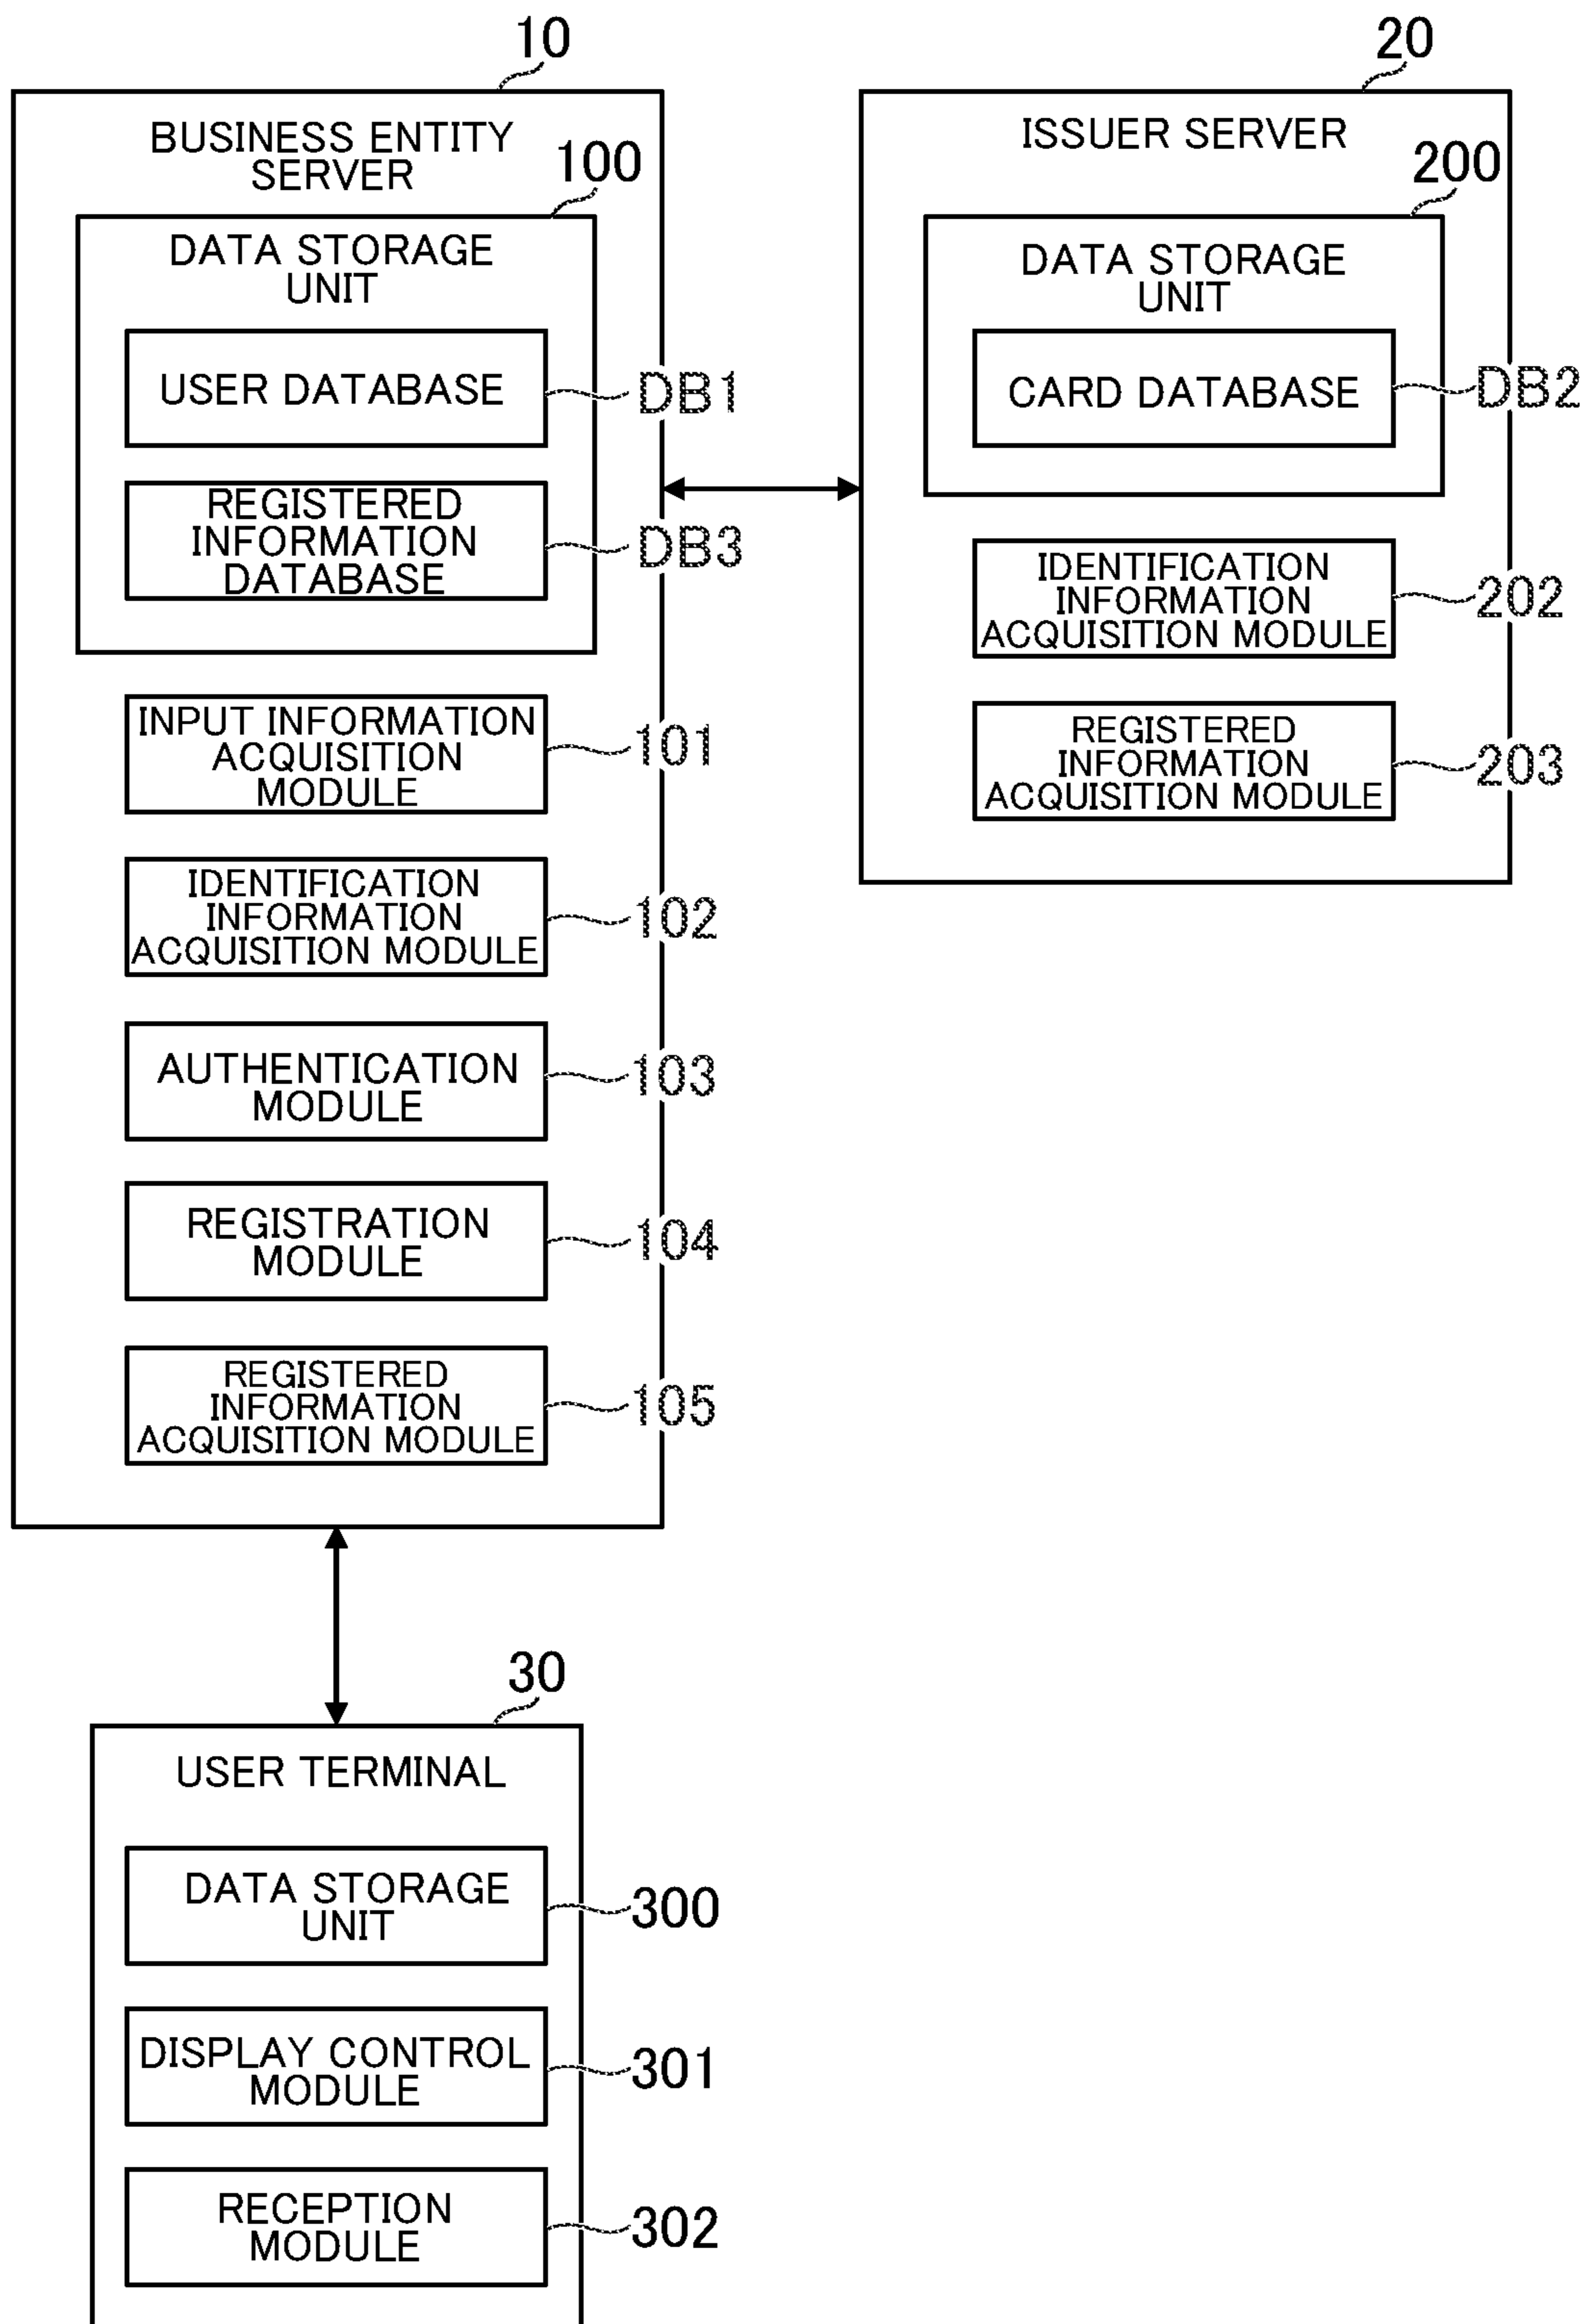 10
BUSINESS ENTITY
SERVER
100
DATA STORAGE
UNIT
USER DATABASE
DB1
REGISTERED
INFORMATION
DATABASE
DB3
INPUT INFORMATION
ACQUISITION
MODULE
101
IDENTIFICATION
INFORMATION
ACQUISITION MODULE
102
AUTHENTICATION
MODULE
103
REGISTRATION
MODULE
104
REGISTERED
INFORMATION
ACQUISITION MODULE
105
20
ISSUER SERVER
200
DATA STORAGE
UNIT
CARD DATABASE
DB2
IDENTIFICATION
INFORMATION
ACQUISITION MODULE
202
REGISTERED
INFORMATION
ACQUISITION MODULE
203
30
USER TERMINAL
DATA STORAGE
UNIT
300
DISPLAY CONTROL
MODULE
301
RECEPTION
MODULE
302